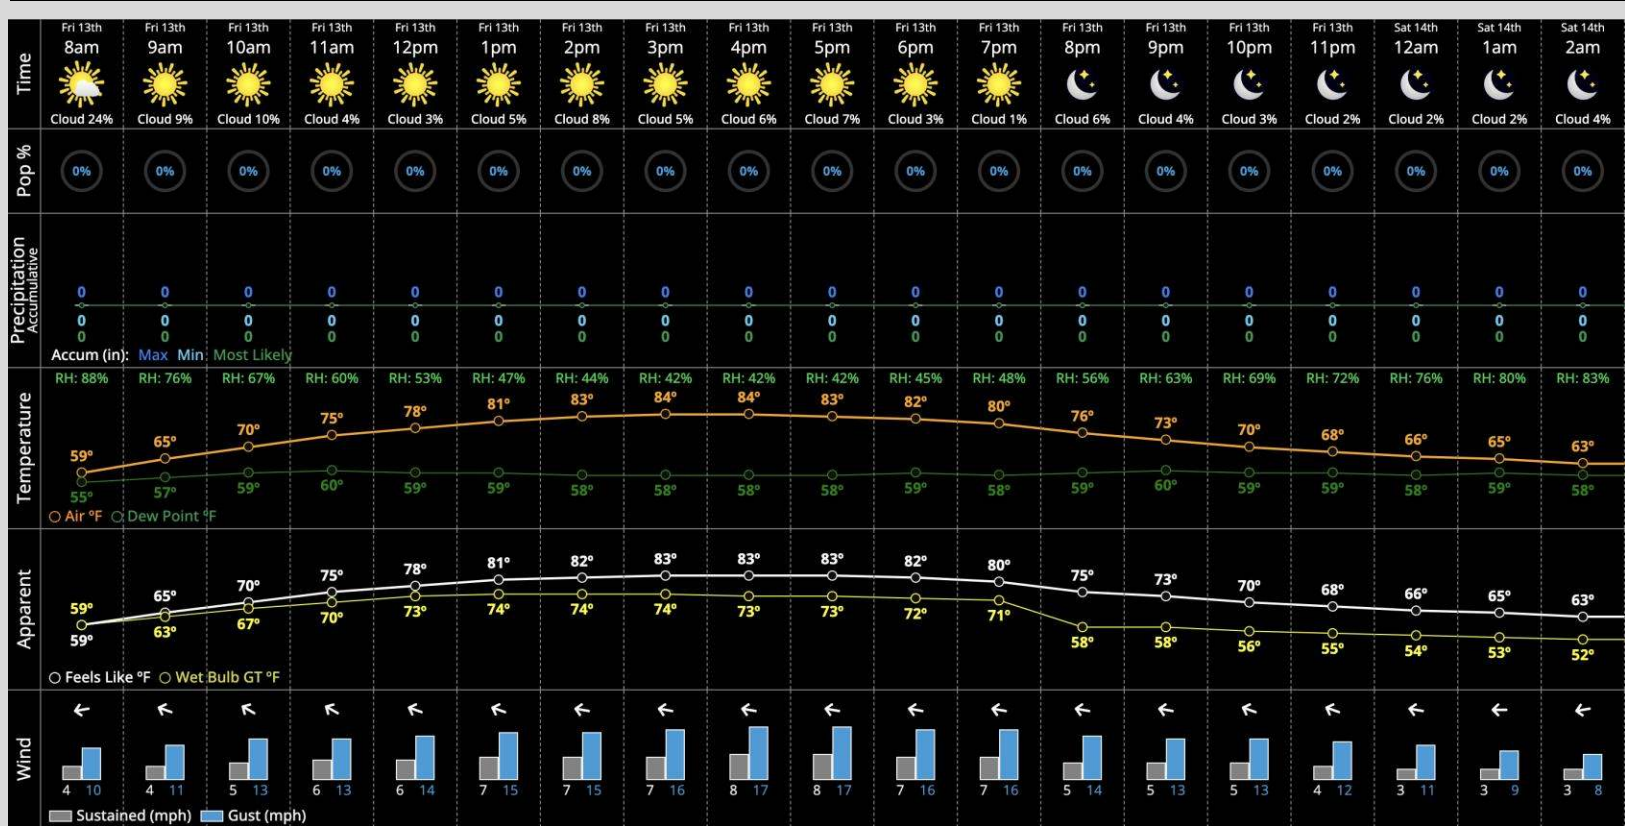 Fri 13th Fri 13th Fri 13th Fri 13th Fri 13th Fri 13th Fri 13th Fri 13th Fri 13th Fri 13th Fri 13th Fri 13th Fri 13th Fri 13th Fri 13th Fri 13th Sat 14th Sat 14th Sat 14th
Time 8am 9am 10am 11am 12pm 1pm 2pm 3pm 4pm 5pm 6pm 7pm 8pm 9pm 10pm 11pm 12am 1am 2am
Cloud 24% Cloud 9% Cloud 10% Cloud 4% Cloud 3% Cloud 5% Cloud 8% Cloud 5% Cloud 6% Cloud 7% Cloud 3% Cloud 1% Cloud 6% Cloud 4% Cloud 3% Cloud 2% Cloud 2% Cloud 2% Cloud 4%
Pop % 0% 0% 0% 0% 0% 0% 0% 0% 0% 0% 0% 0% 0% 0% 0% 0% 0% 0% 0%
Precipitation
Accumulative
0 0 0 0 0 0 0 0 0 0 0 0 0 0 0 0 0 0 0
0 0 0 0 0 0 0 0 0 0 0 0 0 0 0 0 0 0 0
0 0 0 0 0 0 0 0 0 0 0 0 0 0 0 0 0 0 0
Accum (in): Max Min Most Likely
Temperature
RH: 88% RH: 76% RH: 67% RH: 60% RH: 53% RH: 47% RH: 44% RH: 42% RH: 42% RH: 42% RH: 45% RH: 48% RH: 56% RH: 63% RH: 69% RH: 72% RH: 76% RH: 80% RH: 83%
59° 65° 70° 75° 78° 81° 83° 84° 84° 83° 82° 80° 76° 73° 70° 68° 66° 65° 63°
55° 57° 59° 60° 59° 59° 58° 58° 58° 58° 59° 58° 59° 60° 59° 59° 58° 59° 58°
Air °F Dew Point °F
Apparent
59° 65° 70° 75° 78° 81° 82° 83° 83° 83° 82° 80° 75° 73° 70° 68° 66° 65° 63°
59° 63° 67° 70° 73° 74° 74° 74° 73° 73° 72° 71° 58° 58° 56° 55° 54° 53° 52°
Feels Like °F Wet Bulb GT °F
Wind
4 10 4 11 5 13 6 13 6 14 7 15 7 15 7 16 8 17 8 17 7 16 7 16 5 14 5 13 5 13 4 12 3 11 3 9 3 8
Sustained (mph) Gust (mph)